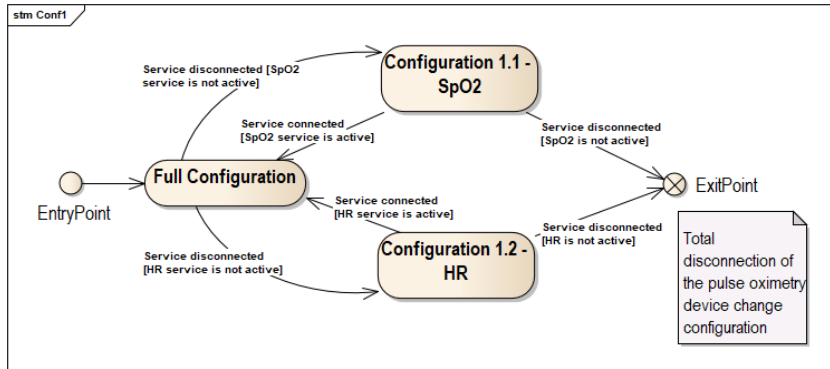 stm Conf1
Service disconnected [SpO2
service is not active]
Configuration 1.1 -
SpO2
Service connected
[SpO2 service is active]
Service disconnected
[SpO2 is not active]
Full Configuration
EntryPoint
ExitPoint
Service connected
[HR service is active]
Service disconnected
[HR service is not active]
Configuration 1.2 -
HR
Service disconnected
[HR is not active]
Total
disconnection of
the pulse oximetry
device change
configuration